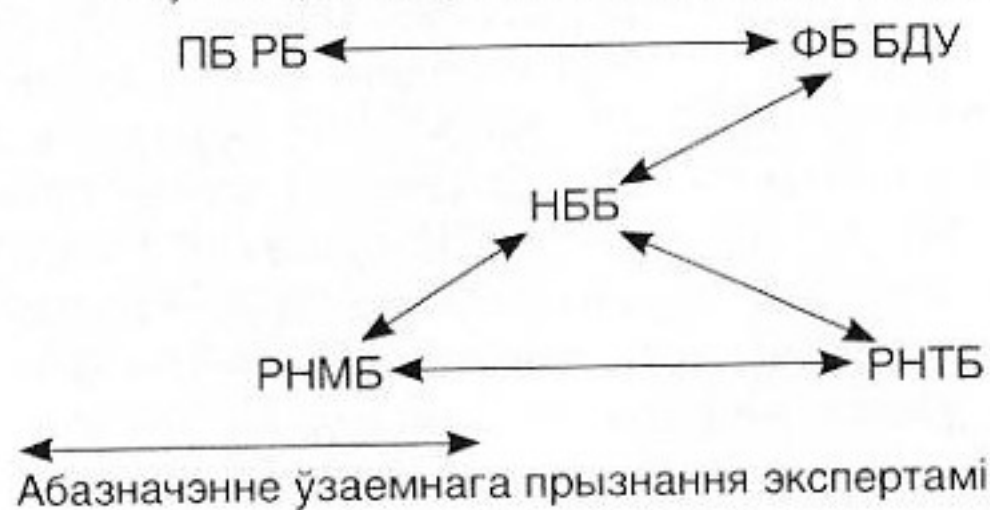 ПБ РБ ФБ БДУ
НББ
РНМБ РНТБ
Абазначэнне ўзаемнага прызнання экспертамі